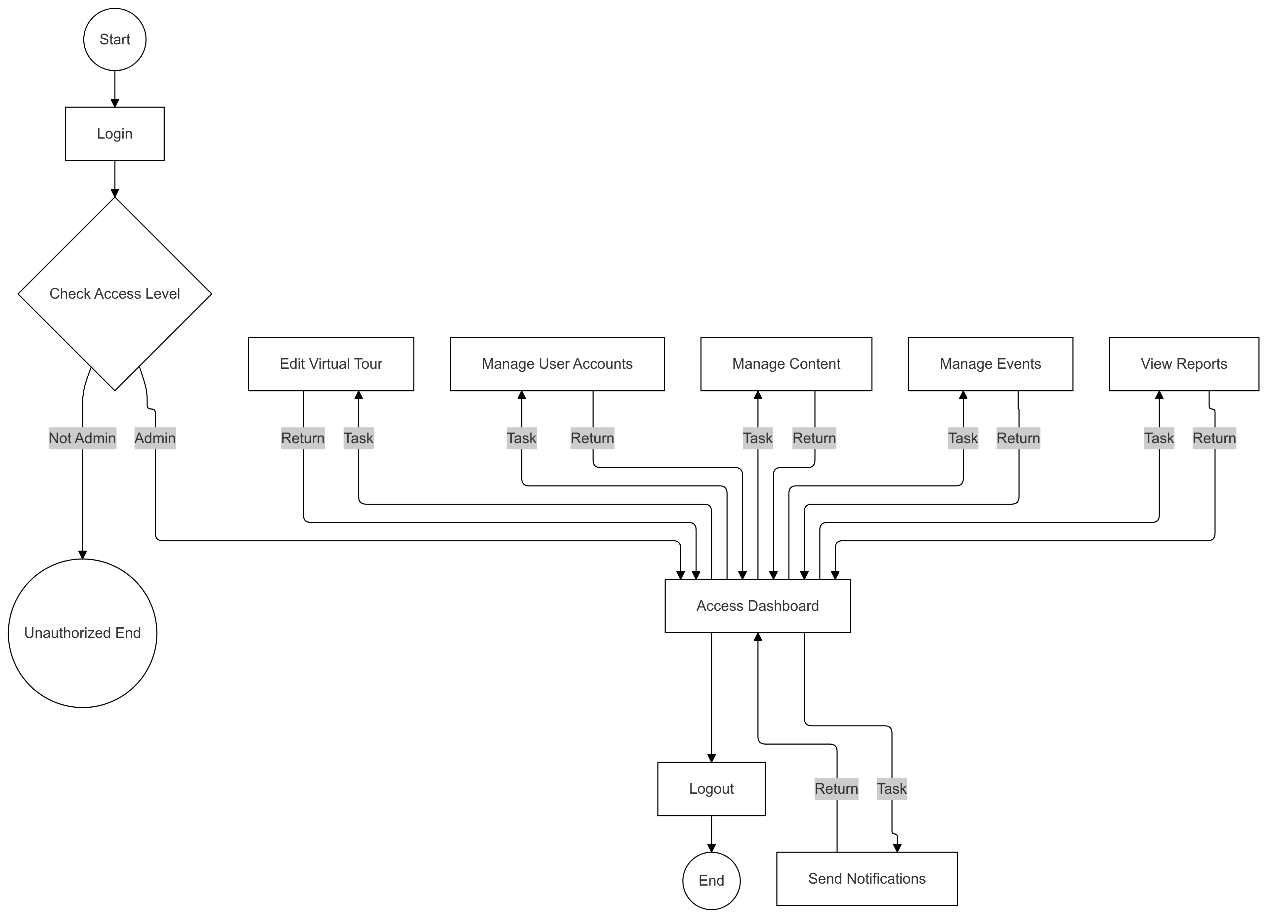 Start
Login
Check Access Level
Edit Virtual Tour
Manage User Accounts
Manage Content
Manage Events
View Reports
Not Admin
Admin
Return
Task
Task
Return
Task
Return
Task
Return
Task
Return
Access Dashboard
Unauthorized End
Logout
Return
Task
End
Send Notifications